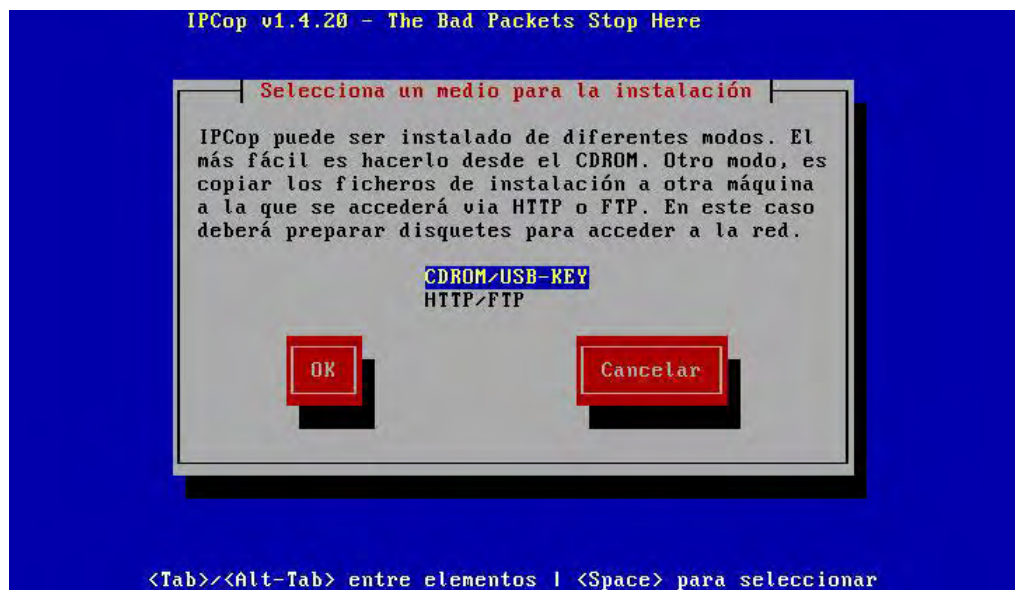 IPCop v1.4.20 - The Bad Packets Stop Here
Selecciona un medio para la instalación
IPCop puede ser instalado de diferentes modos. El
más fácil es hacerlo desde el CDROM. Otro modo, es
copiar los ficheros de instalación a otra máquina
a la que se accederá via HTTP o FTP. En este caso
deberá preparar disquetes para acceder a la red.
CDROM/USB-KEY
HTTP/FTP
OK Cancelar
<Tab>/<Alt-Tab> entre elementos | <Space> para seleccionar